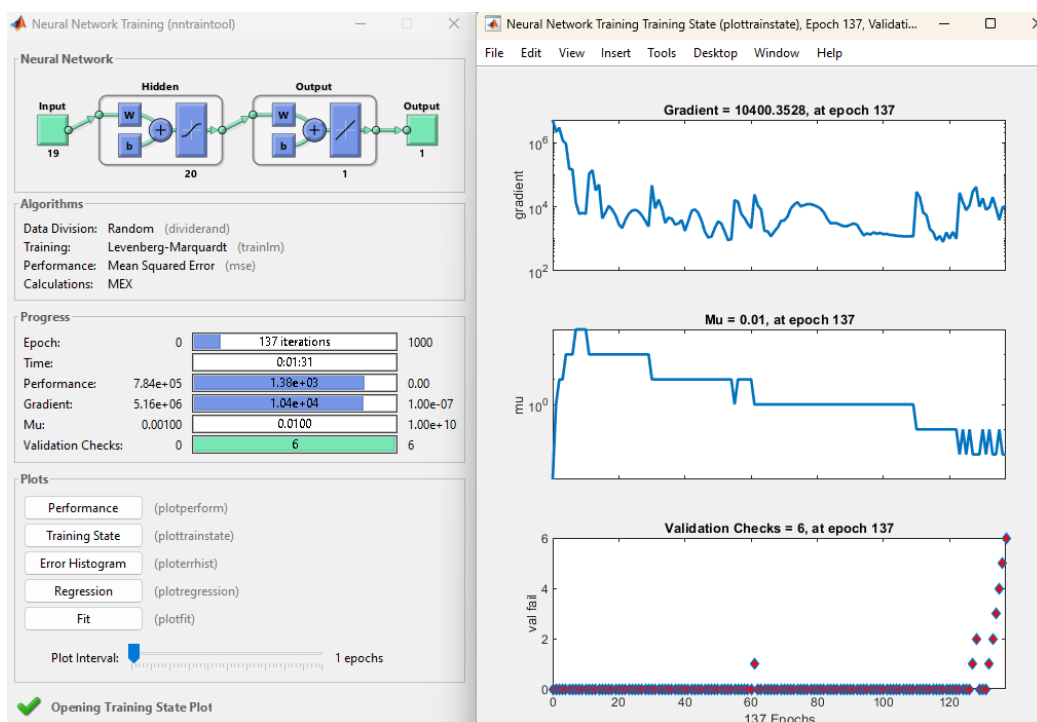 Neural Network Training (nntraintool)
Neural Network
Hidden
Output
Input
Output
W
b
+
W
b
+
19
20
1
1
Algorithms
Data Division: Random (dividerand)
Training: Levenberg-Marquardt (trainlm)
Performance: Mean Squared Error (mse)
Calculations: MEX
Progress
Epoch: 0 137 iterations 1000
Time: 0:01:31
Performance: 7.84e+05 1.38e+03 0.00
Gradient: 5.16e+06 1.04e+04 1.00e-07
Mu: 0.00100 0.0100 1.00e+10
Validation Checks: 0 6 6
Plots
Performance (plotperform)
Training State (plottrainstate)
Error Histogram (ploterrhist)
Regression (plotregression)
Fit (plotfit)
Plot Interval: 1 epochs
Opening Training State Plot
Neural Network Training Training State (plottrainstate), Epoch 137, Validati...
File Edit View Insert Tools Desktop Window Help
Gradient = 10400.3528, at epoch 137
gradient
10^6
10^4
10^2
Mu = 0.01, at epoch 137
mu
10^0
Validation Checks = 6, at epoch 137
val fail
6
4
2
0
0 20 40 60 80 100 120
137 Epochs